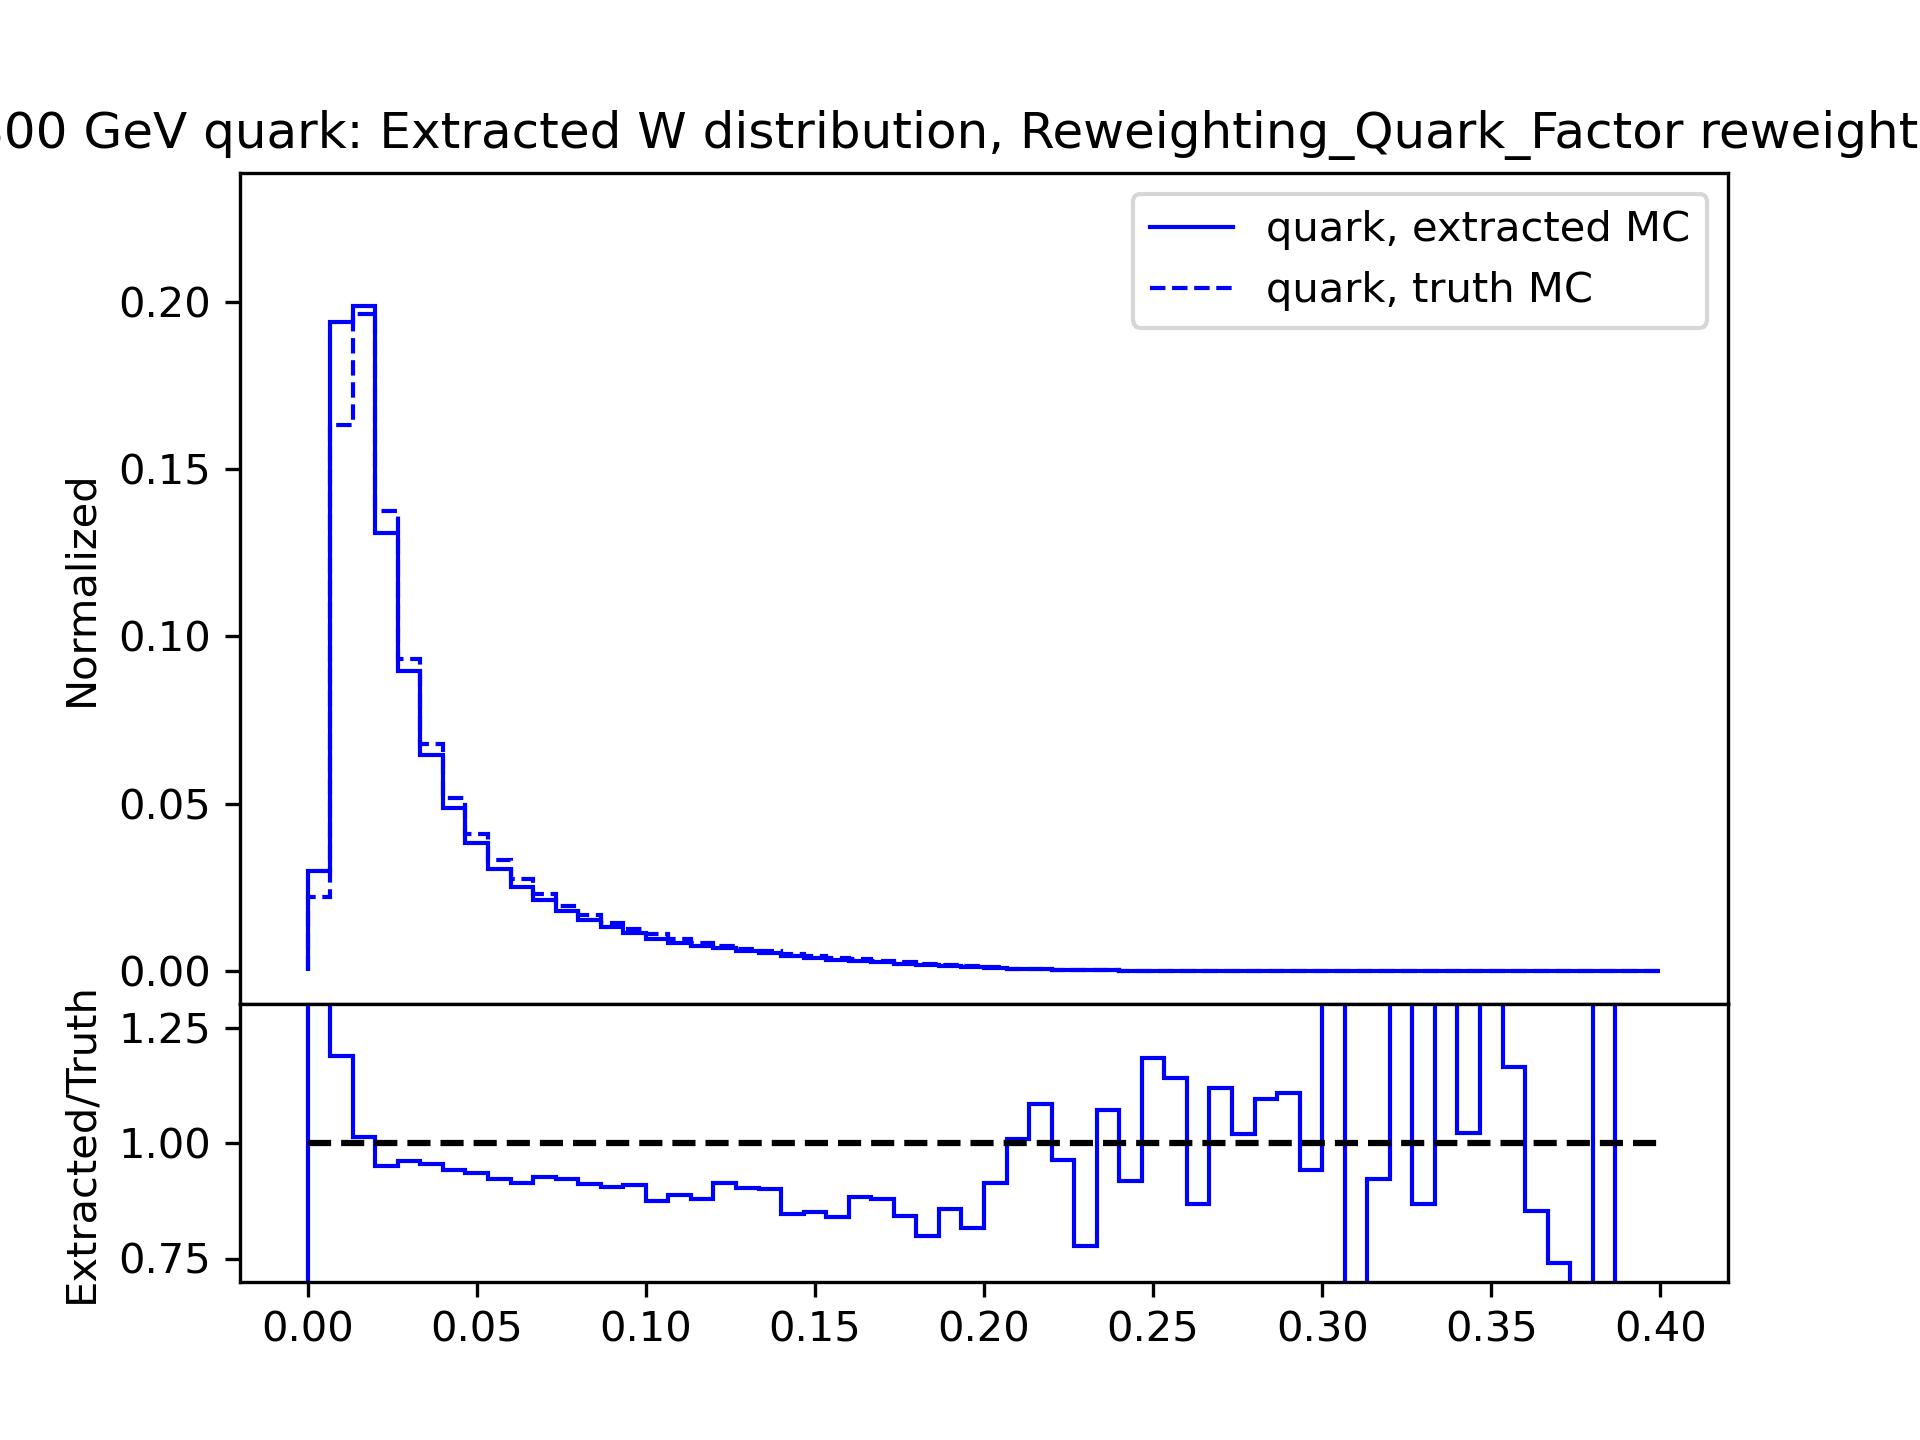 00 GeV quark: Extracted W distribution, Reweighting_Quark_Factor reweight
quark, extracted MC
quark, truth MC
Normalized
0.20
0.15
0.10
0.05
0.00
Extracted/Truth
1.25
1.00
0.75
0.00 0.05 0.10 0.15 0.20 0.25 0.30 0.35 0.40